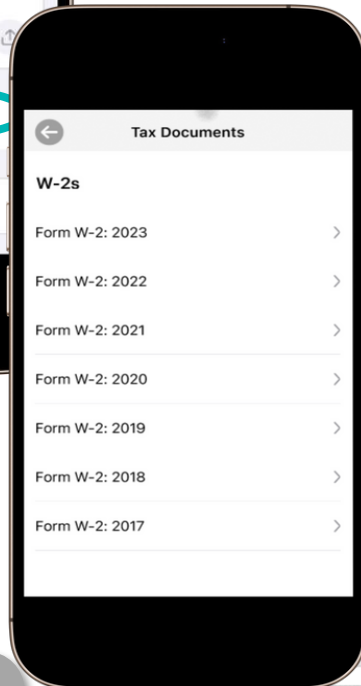 Tax Documents
W-2s
Form W-2: 2023
Form W-2: 2022
Form W-2: 2021
Form W-2: 2020
Form W-2: 2019
Form W-2: 2018
Form W-2: 2017